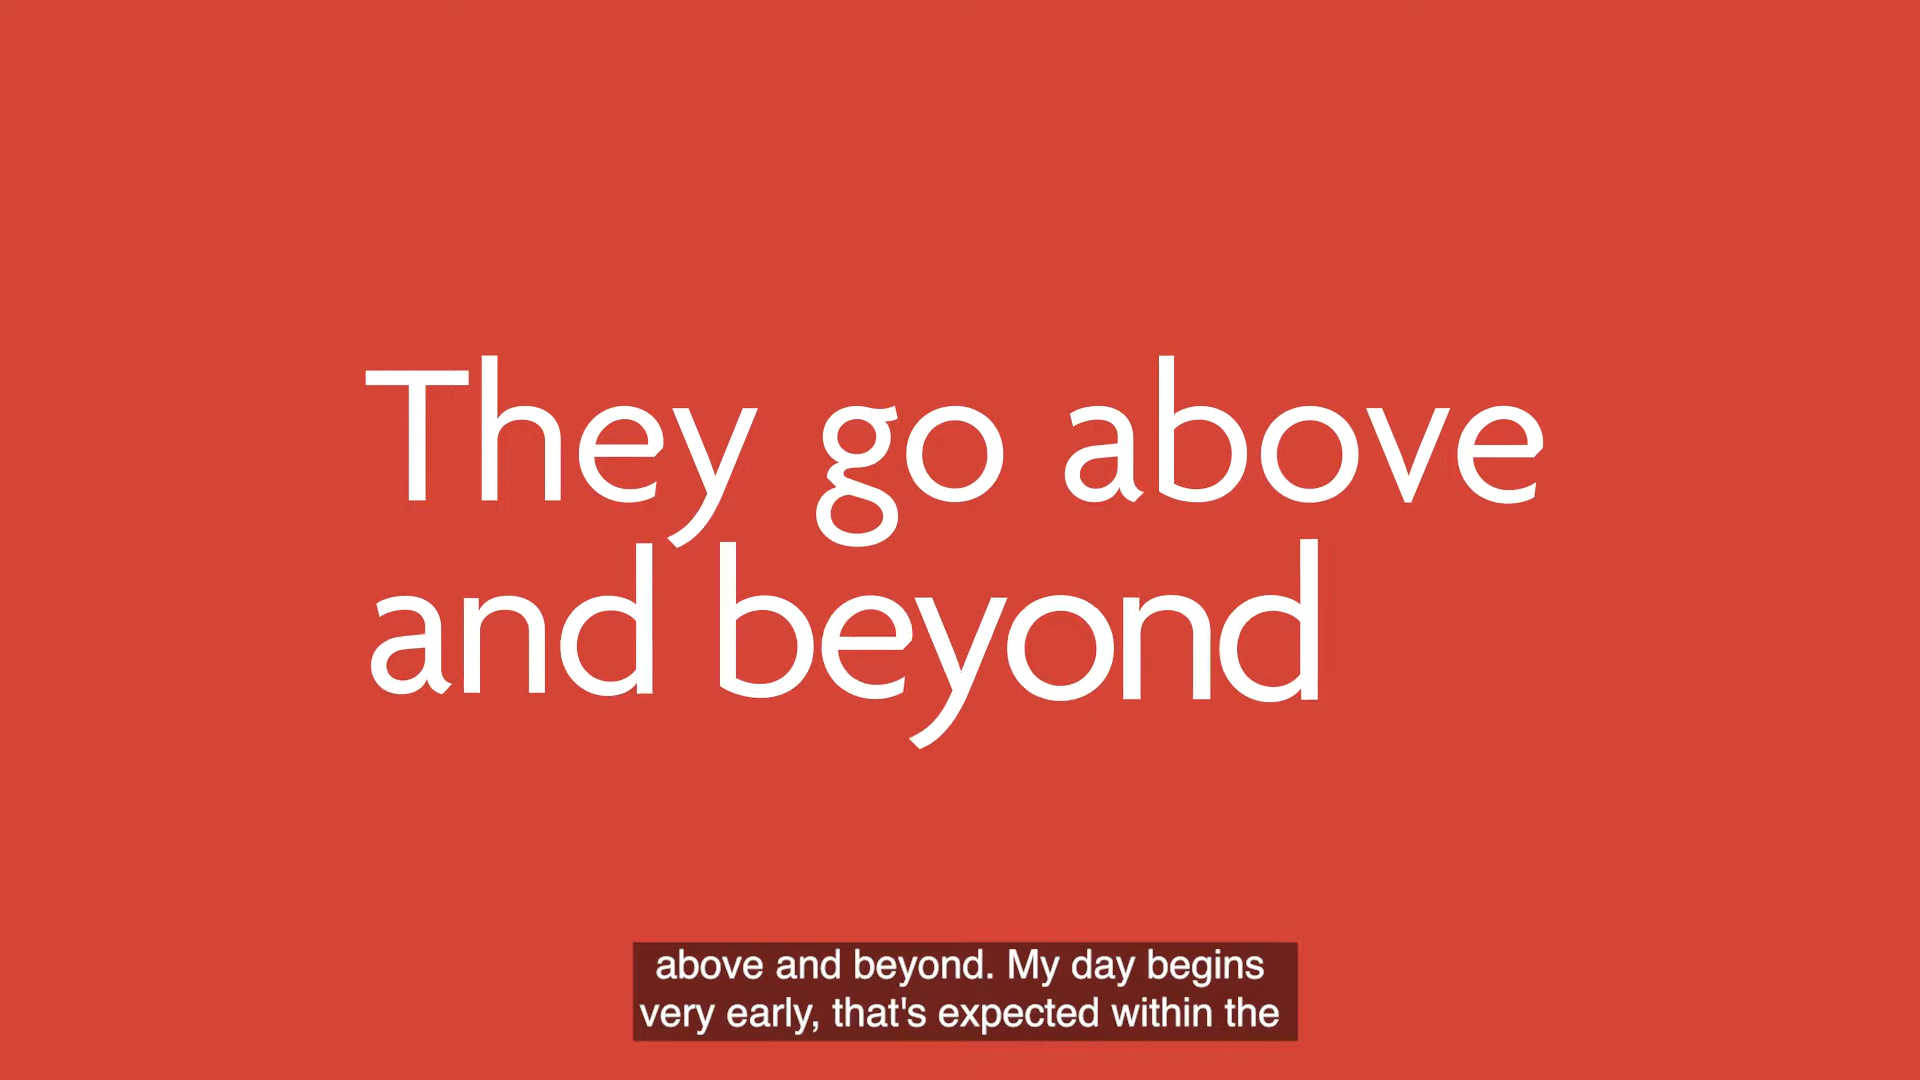 They go above
and beyond
above and beyond. My day begins
very early, that's expected within the